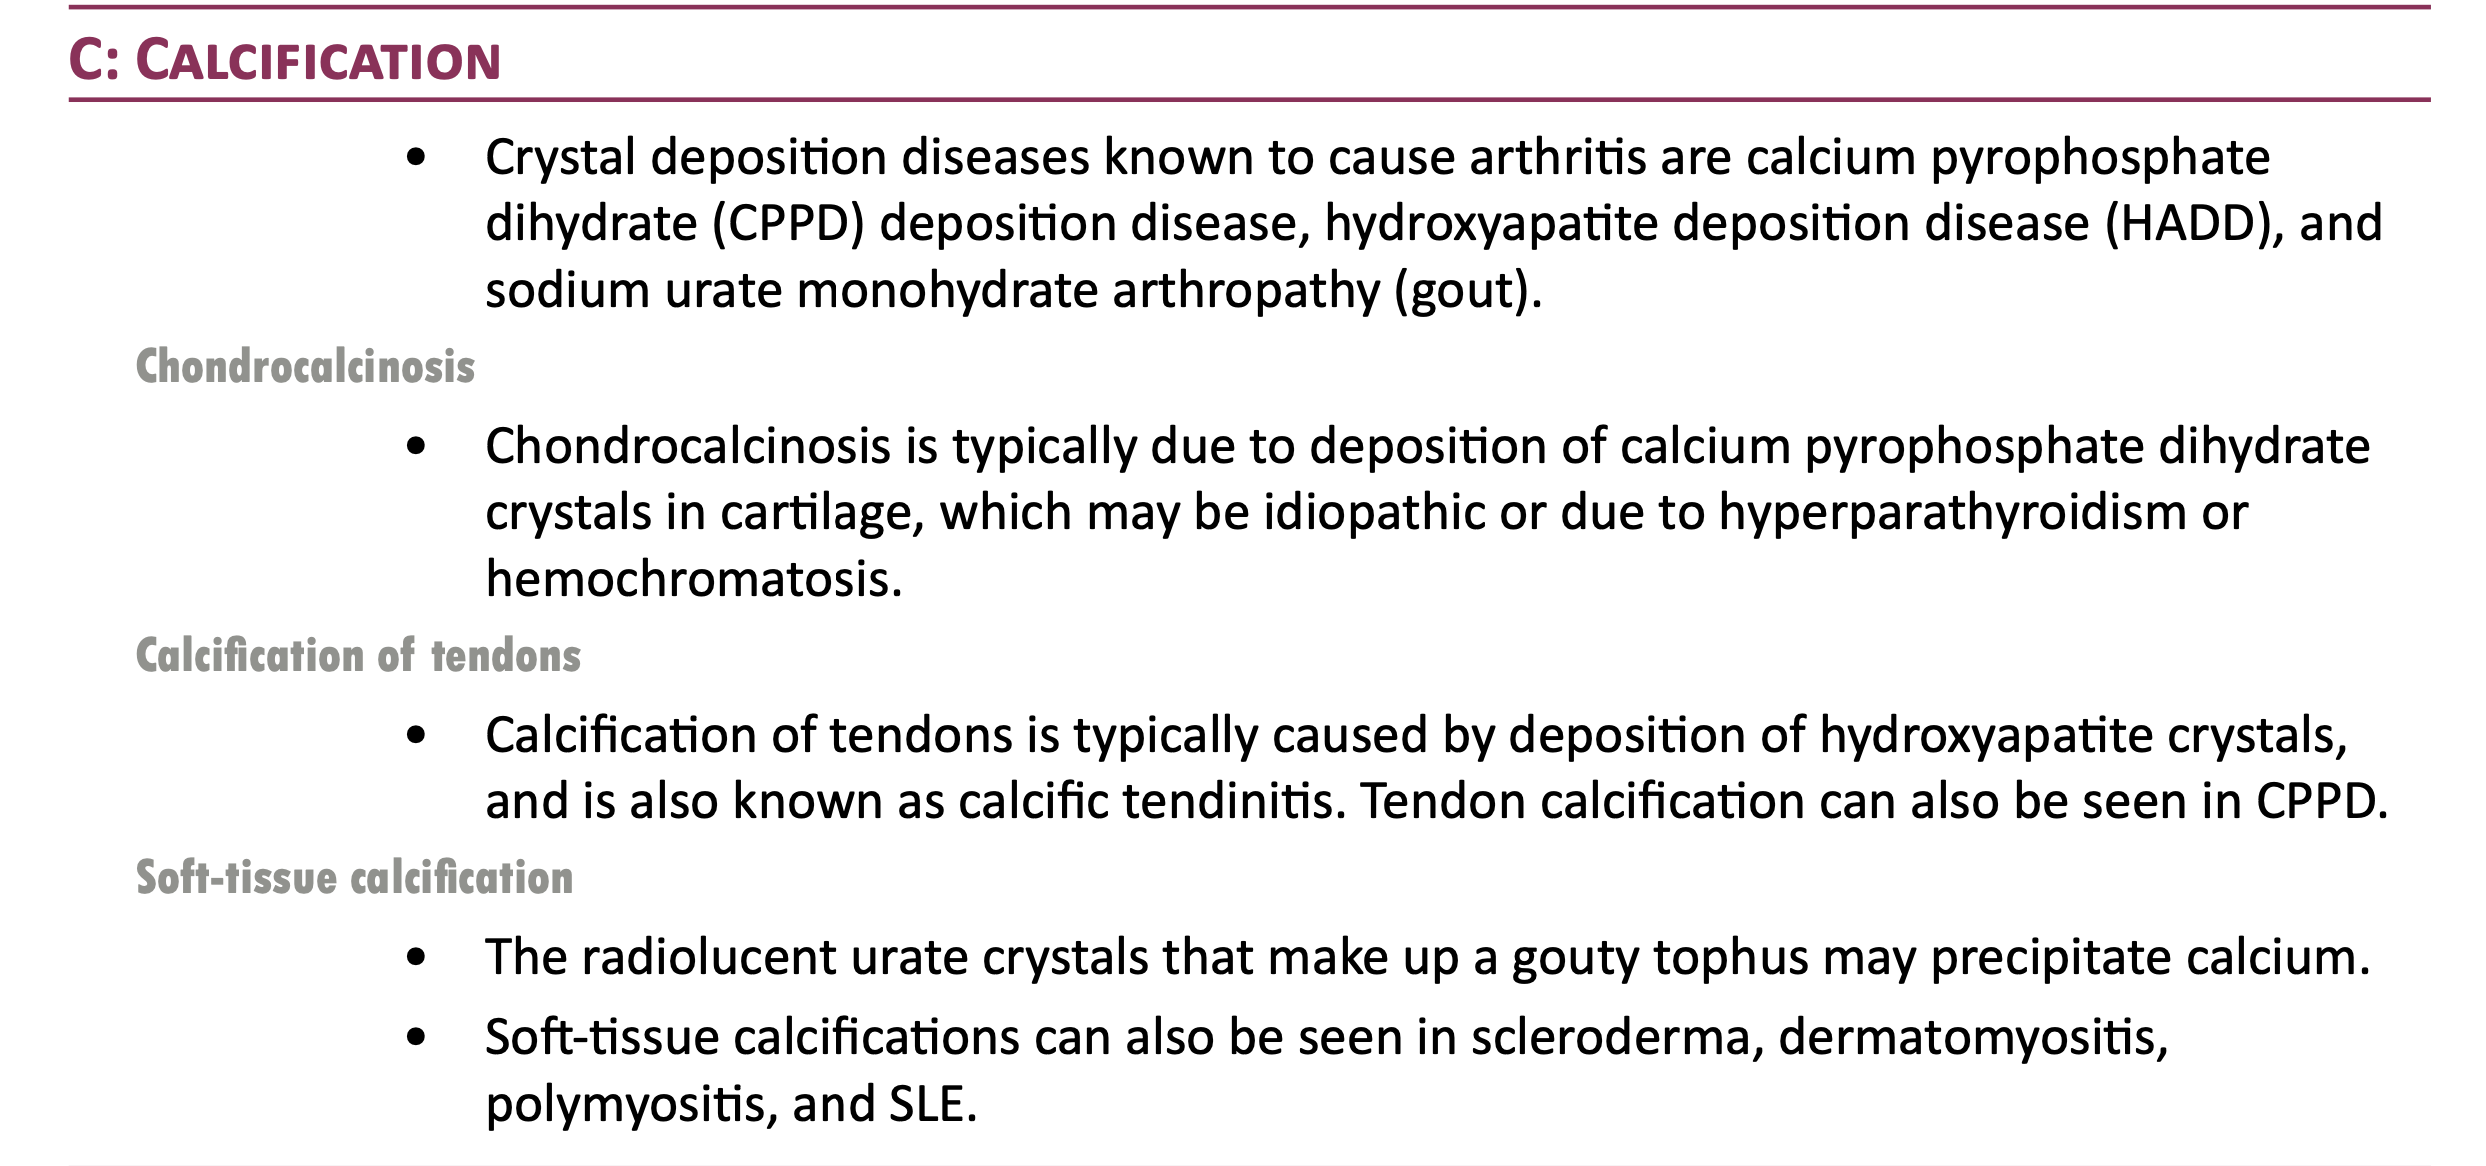 C: CALCIFICATION
• Crystal deposition diseases known to cause arthritis are calcium pyrophosphate
dihydrate (CPPD) deposition disease, hydroxyapatite deposition disease (HADD), and
sodium urate monohydrate arthropathy (gout).
Chondrocalcinosis
• Chondrocalcinosis is typically due to deposition of calcium pyrophosphate dihydrate
crystals in cartilage, which may be idiopathic or due to hyperparathyroidism or
hemochromatosis.
Calcification of tendons
• Calcification of tendons is typically caused by deposition of hydroxyapatite crystals,
and is also known as calcific tendinitis. Tendon calcification can also be seen in CPPD.
Soft-tissue calcification
• The radiolucent urate crystals that make up a gouty tophus may precipitate calcium.
• Soft-tissue calcifications can also be seen in scleroderma, dermatomyositis,
polymyositis, and SLE.